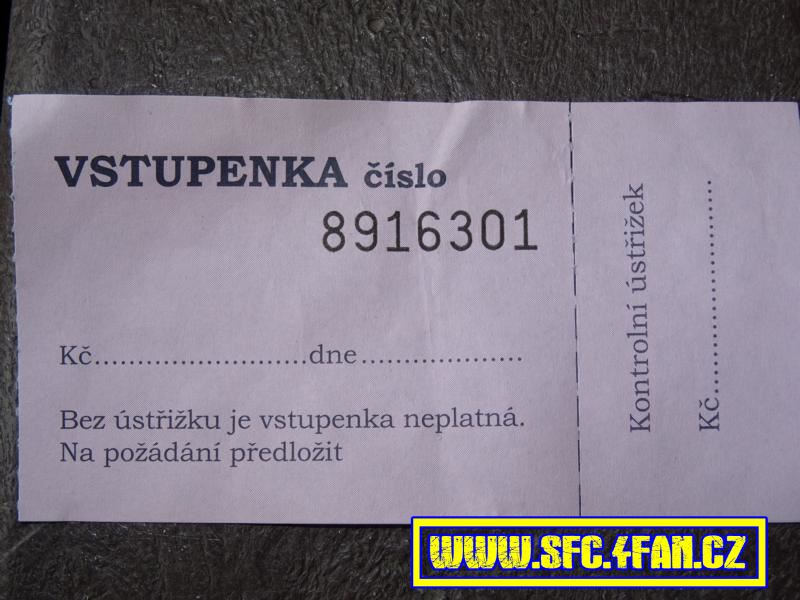 VSTUPENKA číslo
8916301
Kč.........................dne...................
Bez ústřižku je vstupenka neplatná.
Na požádání předložit
Kontrolní ústřižek
Kč.........................
WWW.SFC.4FAN.CZ